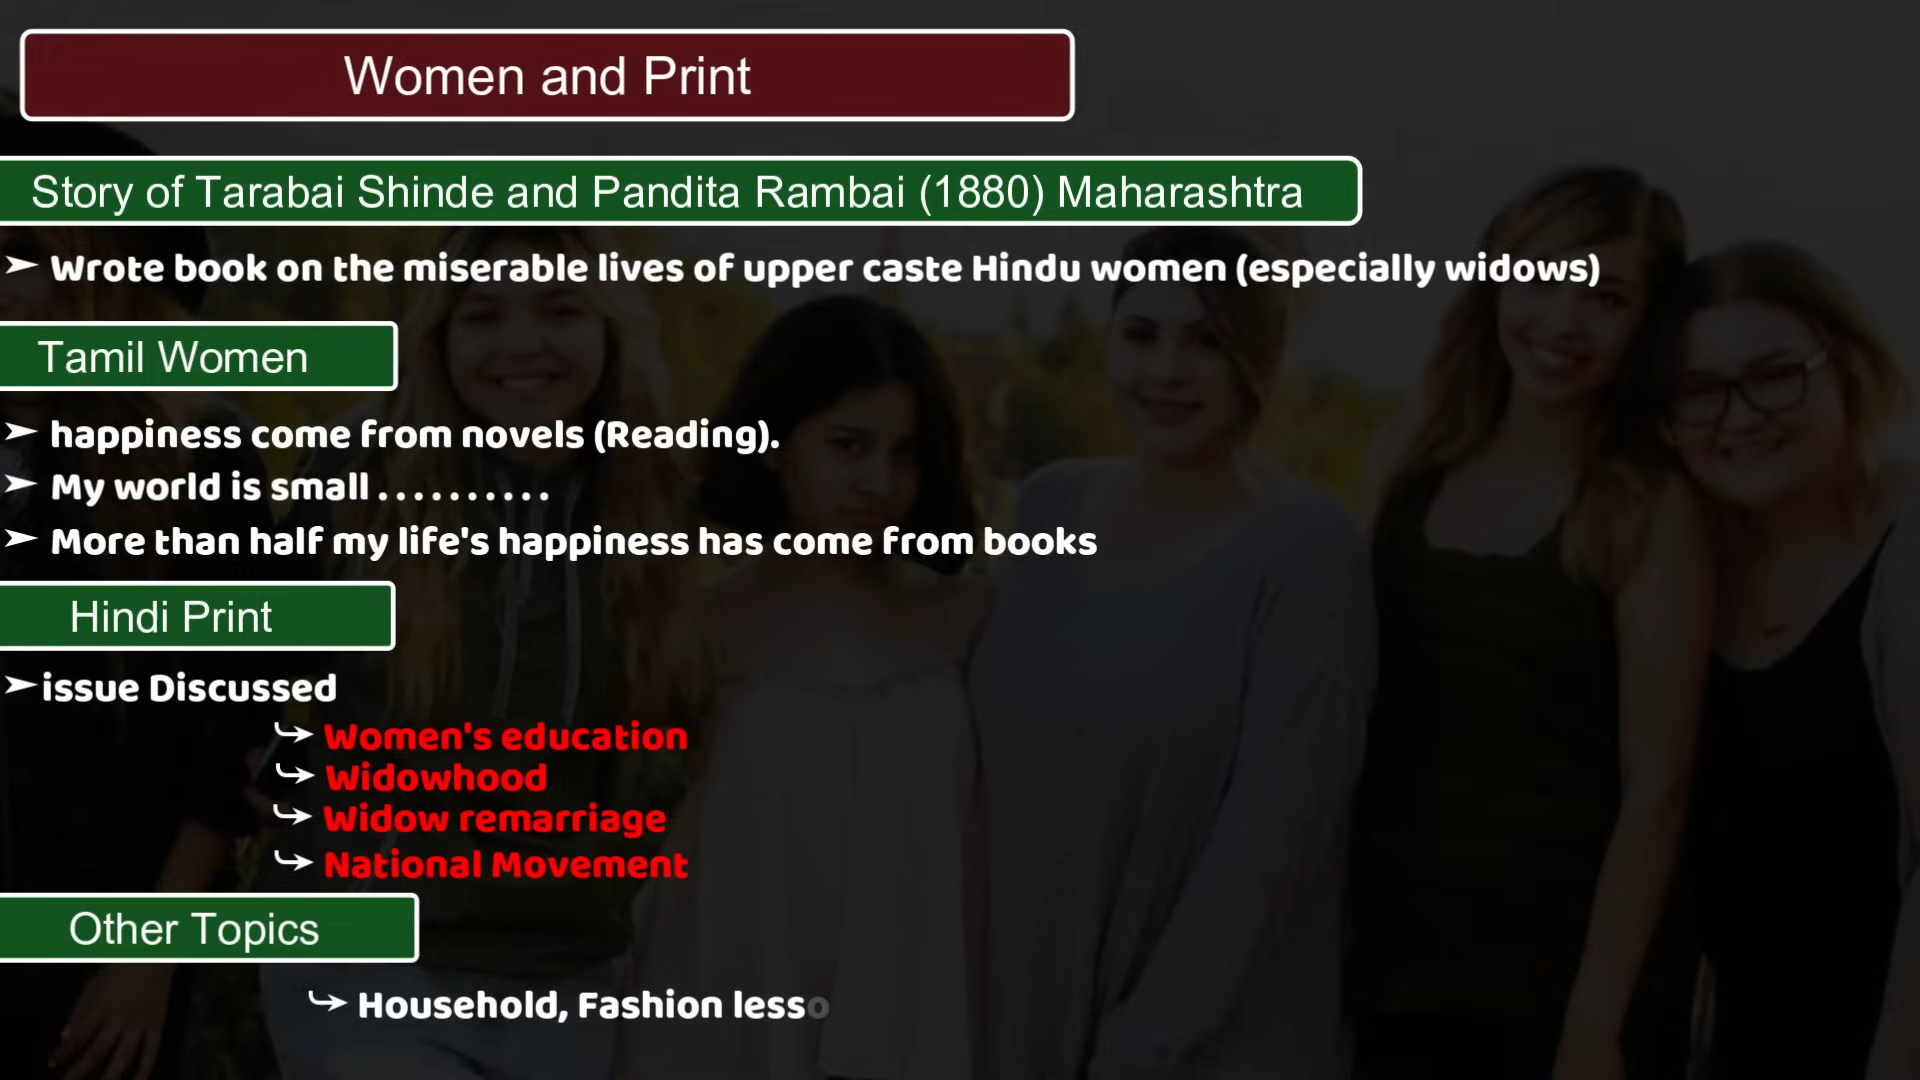 Women and Print
Story of Tarabai Shinde and Pandita Rambai (1880) Maharashtra
➢ Wrote book on the miserable lives of upper caste Hindu women (especially widows)
Tamil Women
➢ happiness come from novels (Reading).
➢ My world is small ..........
➢ More than half my life's happiness has come from books
Hindi Print
➢ issue Discussed
Women's education
Widowhood
Widow remarriage
National Movement
Other Topics
Household, Fashion lesso